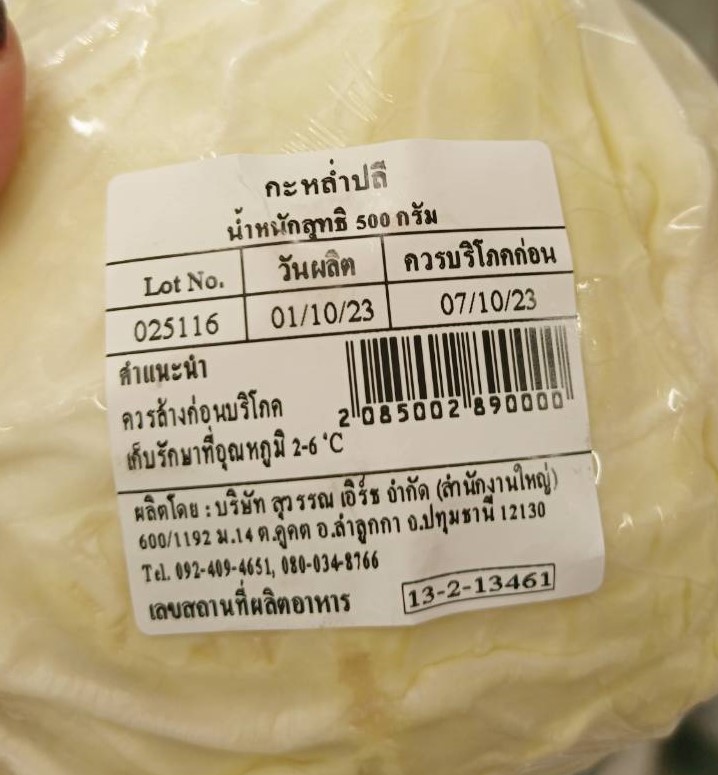 กะหล่ำปลี
น้ำหนักสุทธิ 500 กรัม
Lot No. วันผลิต ควรบริโภคก่อน
025116 01/10/23 07/10/23
คำแนะนำ
ควรล้างก่อนบริโภค
เก็บรักษาที่อุณหภูมิ 2-6 °C
2 085002 890000
ผลิตโดย : บริษัท สุวรรณ เอิร์ธ จำกัด (สำนักงานใหญ่)
600/1192 ม.14 ต.คูคต อ.ลำลูกกา จ.ปทุมธานี 12130
Tel. 092-409-4651, 080-034-8766
เลขสถานที่ผลิตอาหาร 13-2-13461